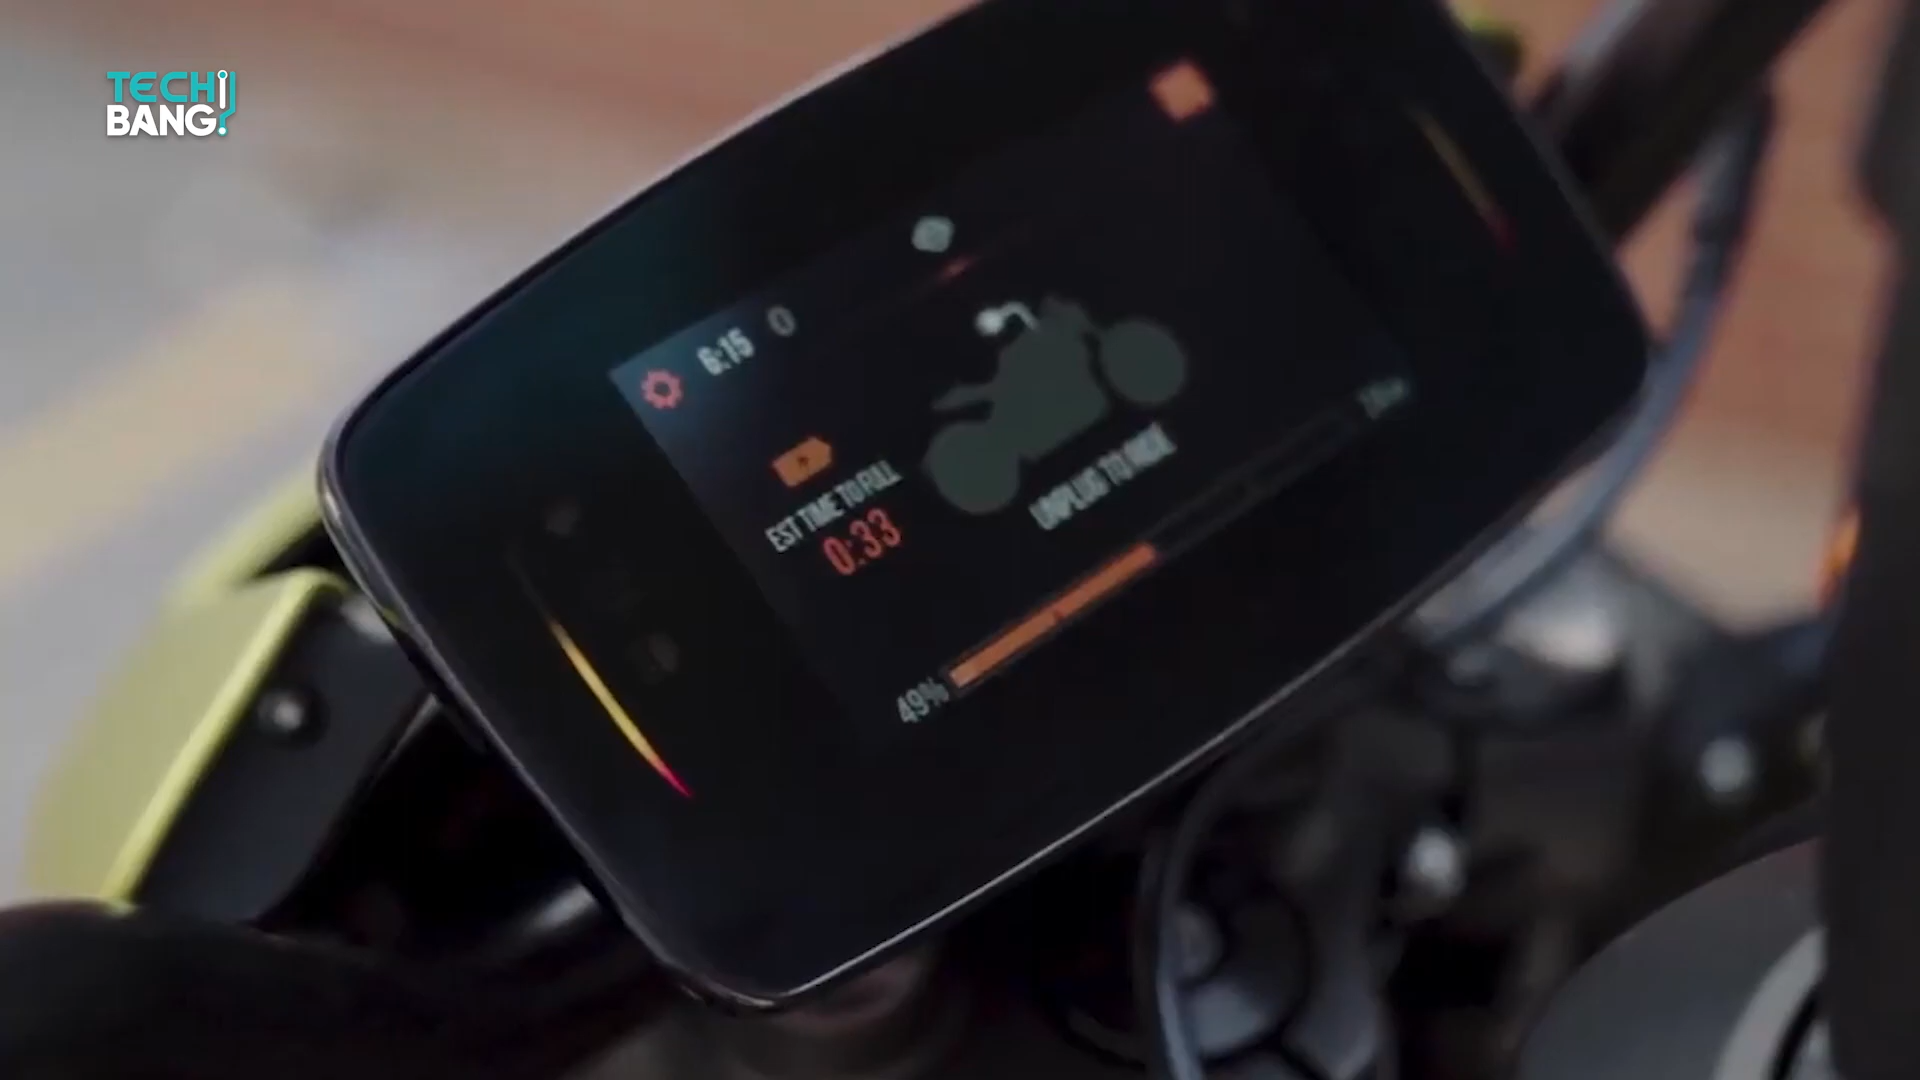 TECH
BANG!
6:15
EST TIME TO FULL
0:33
UNPLUG TO RIDE
49%